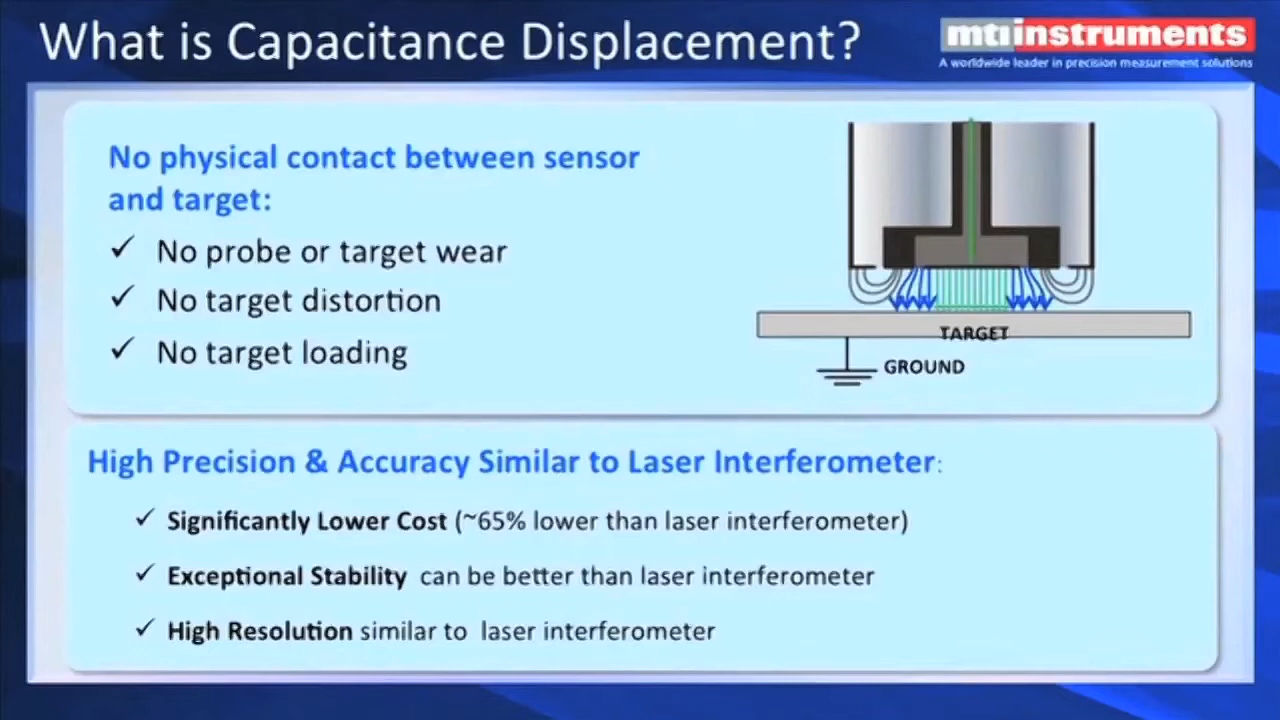 What is Capacitance Displacement?
mtiinstruments
A worldwide leader in precision measurement solutions
No physical contact between sensor
and target:
✓ No probe or target wear
✓ No target distortion
✓ No target loading
TARGET
GROUND
High Precision & Accuracy Similar to Laser Interferometer:
✓ Significantly Lower Cost (~65% lower than laser interferometer)
✓ Exceptional Stability can be better than laser interferometer
✓ High Resolution similar to laser interferometer